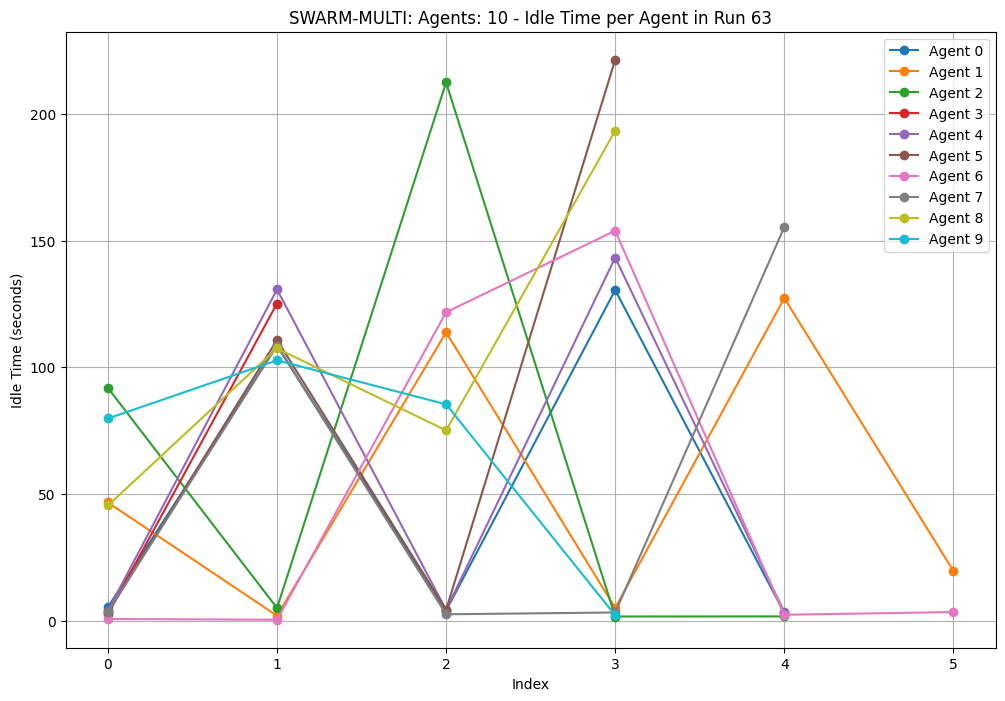 SWARM-MULTI: Agents: 10 - Idle Time per Agent in Run 63
Idle Time (seconds)
200
150
100
50
0
0 1 2 3 4 5
Index
Agent 0
Agent 1
Agent 2
Agent 3
Agent 4
Agent 5
Agent 6
Agent 7
Agent 8
Agent 9